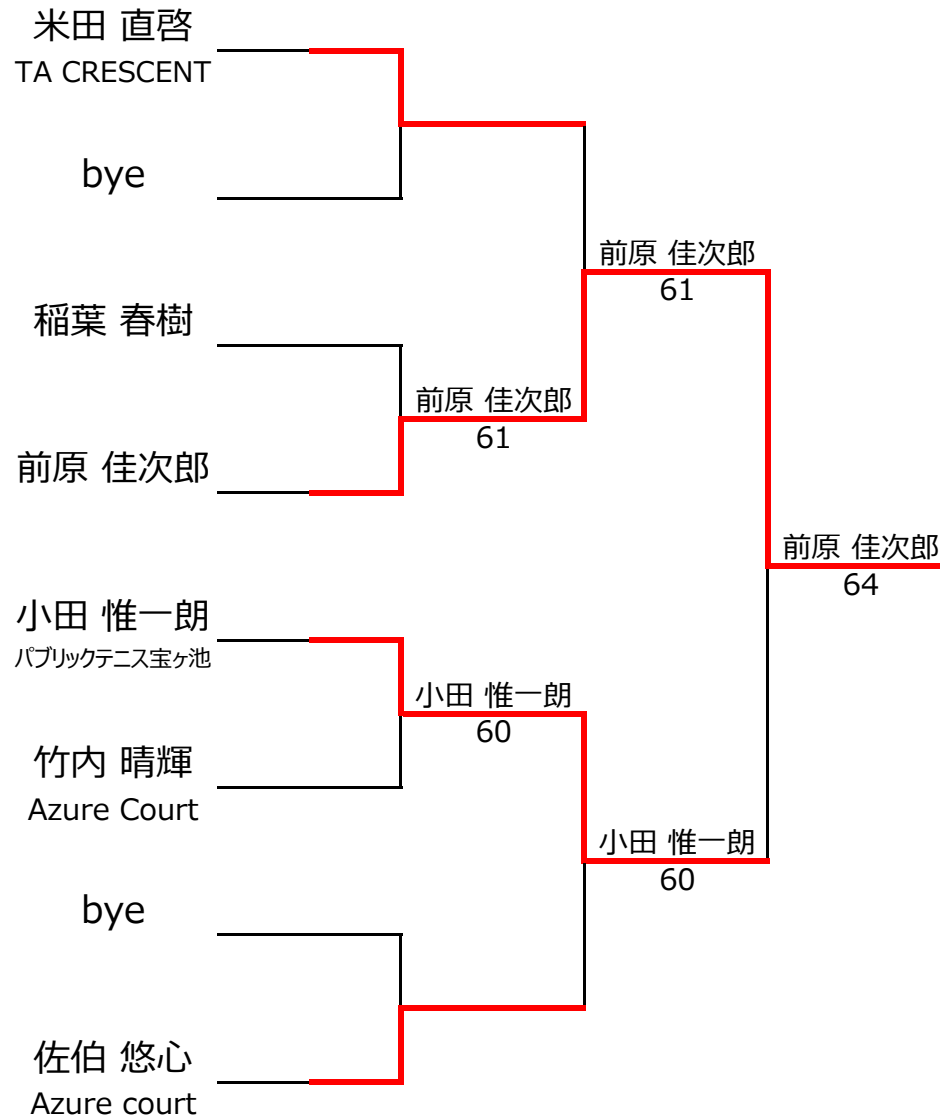 米田 直啓
TA CRESCENT
bye
稲葉 春樹
前原 佳次郎
小田 惟一朗
パブリックテニス宝ヶ池
竹内 晴輝
Azure Court
bye
佐伯 悠心
Azure court
前原 佳次郎
61
小田 惟一朗
60
前原 佳次郎
61
小田 惟一朗
60
前原 佳次郎
64